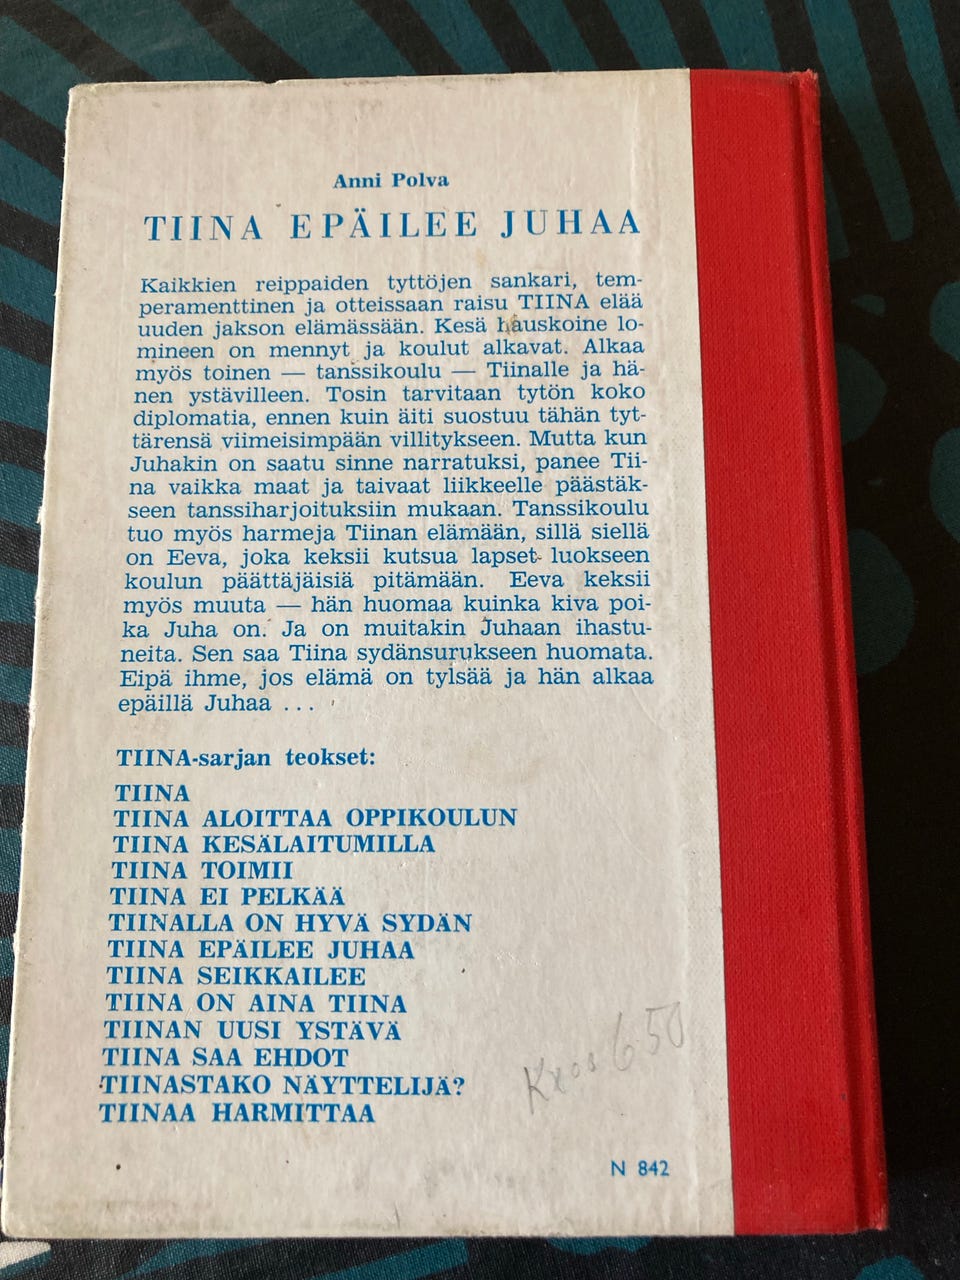 Anni Polva
TIINA EPÄILEE JUHAA
Kaikkien reippaiden tyttöjen sankari, tem-
peramenttinen ja otteissaan raisu TIINA elää
uuden jakson elämässään. Kesä hauskoine lo-
mineen on mennyt ja koulut alkavat. Alkaa
myös toinen — tanssikoulu — Tiinalle ja hä-
nen ystävilleen. Tosin tarvitaan tytön koko
diplomatia, ennen kuin äiti suostuu tähän tyt-
tärensä viimeisimpään villitykseen. Mutta kun
Juhakin on saatu sinne narratuksi, panee Tii-
na vaikka maat ja taivaat liikkeelle päästäk-
seen tanssiharjoituksiin mukaan. Tanssikoulu
tuo myös harmeja Tiinan elämään, sillä siellä
on Eeva, joka keksii kutsua lapset luokseen
koulun päättäjäisiä pitämään. Eeva keksii
myös muuta — hän huomaa kuinka kiva poi-
ka Juha on. Ja on muitakin Juhaan ihastu-
neita. Sen saa Tiina sydänsurukseen huomata.
Eipä ihme, jos elämä on tylsää ja hän alkaa
epäillä Juhaa ...
TIINA-sarjan teokset:
TIINA
TIINA ALOITTAA OPPIKOULUN
TIINA KESÄLAITUMILLA
TIINA TOIMII
TIINA EI PELKÄÄ
TIINALLA ON HYVÄ SYDÄN
TIINA EPÄILEE JUHAA
TIINA SEIKKAILEE
TIINA ON AINA TIINA
TIINAN UUSI YSTÄVÄ
TIINA SAA EHDOT
TIINASTAKO NÄYTTELIJÄ?
TIINAA HARMITTAA
650
N 842